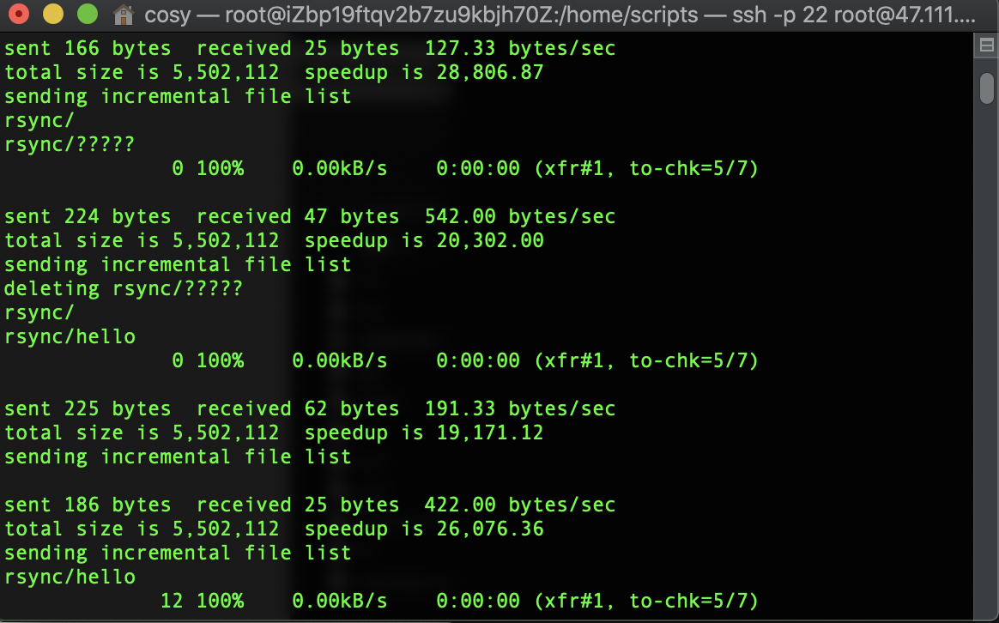 cosy — root@iZbp19ftqv2b7zu9kbjh70Z:/home/scripts — ssh -p 22 root@47.111....
sent 166 bytes  received 25 bytes  127.33 bytes/sec
total size is 5,502,112  speedup is 28,806.87
sending incremental file list
rsync/
rsync/?????
              0 100%    0.00kB/s    0:00:00 (xfr#1, to-chk=5/7)
sent 224 bytes  received 47 bytes  542.00 bytes/sec
total size is 5,502,112  speedup is 20,302.00
sending incremental file list
deleting rsync/?????
rsync/
rsync/hello
              0 100%    0.00kB/s    0:00:00 (xfr#1, to-chk=5/7)
sent 225 bytes  received 62 bytes  191.33 bytes/sec
total size is 5,502,112  speedup is 19,171.12
sending incremental file list
sent 186 bytes  received 25 bytes  422.00 bytes/sec
total size is 5,502,112  speedup is 26,076.36
sending incremental file list
rsync/hello
             12 100%    0.00kB/s    0:00:00 (xfr#1, to-chk=5/7)